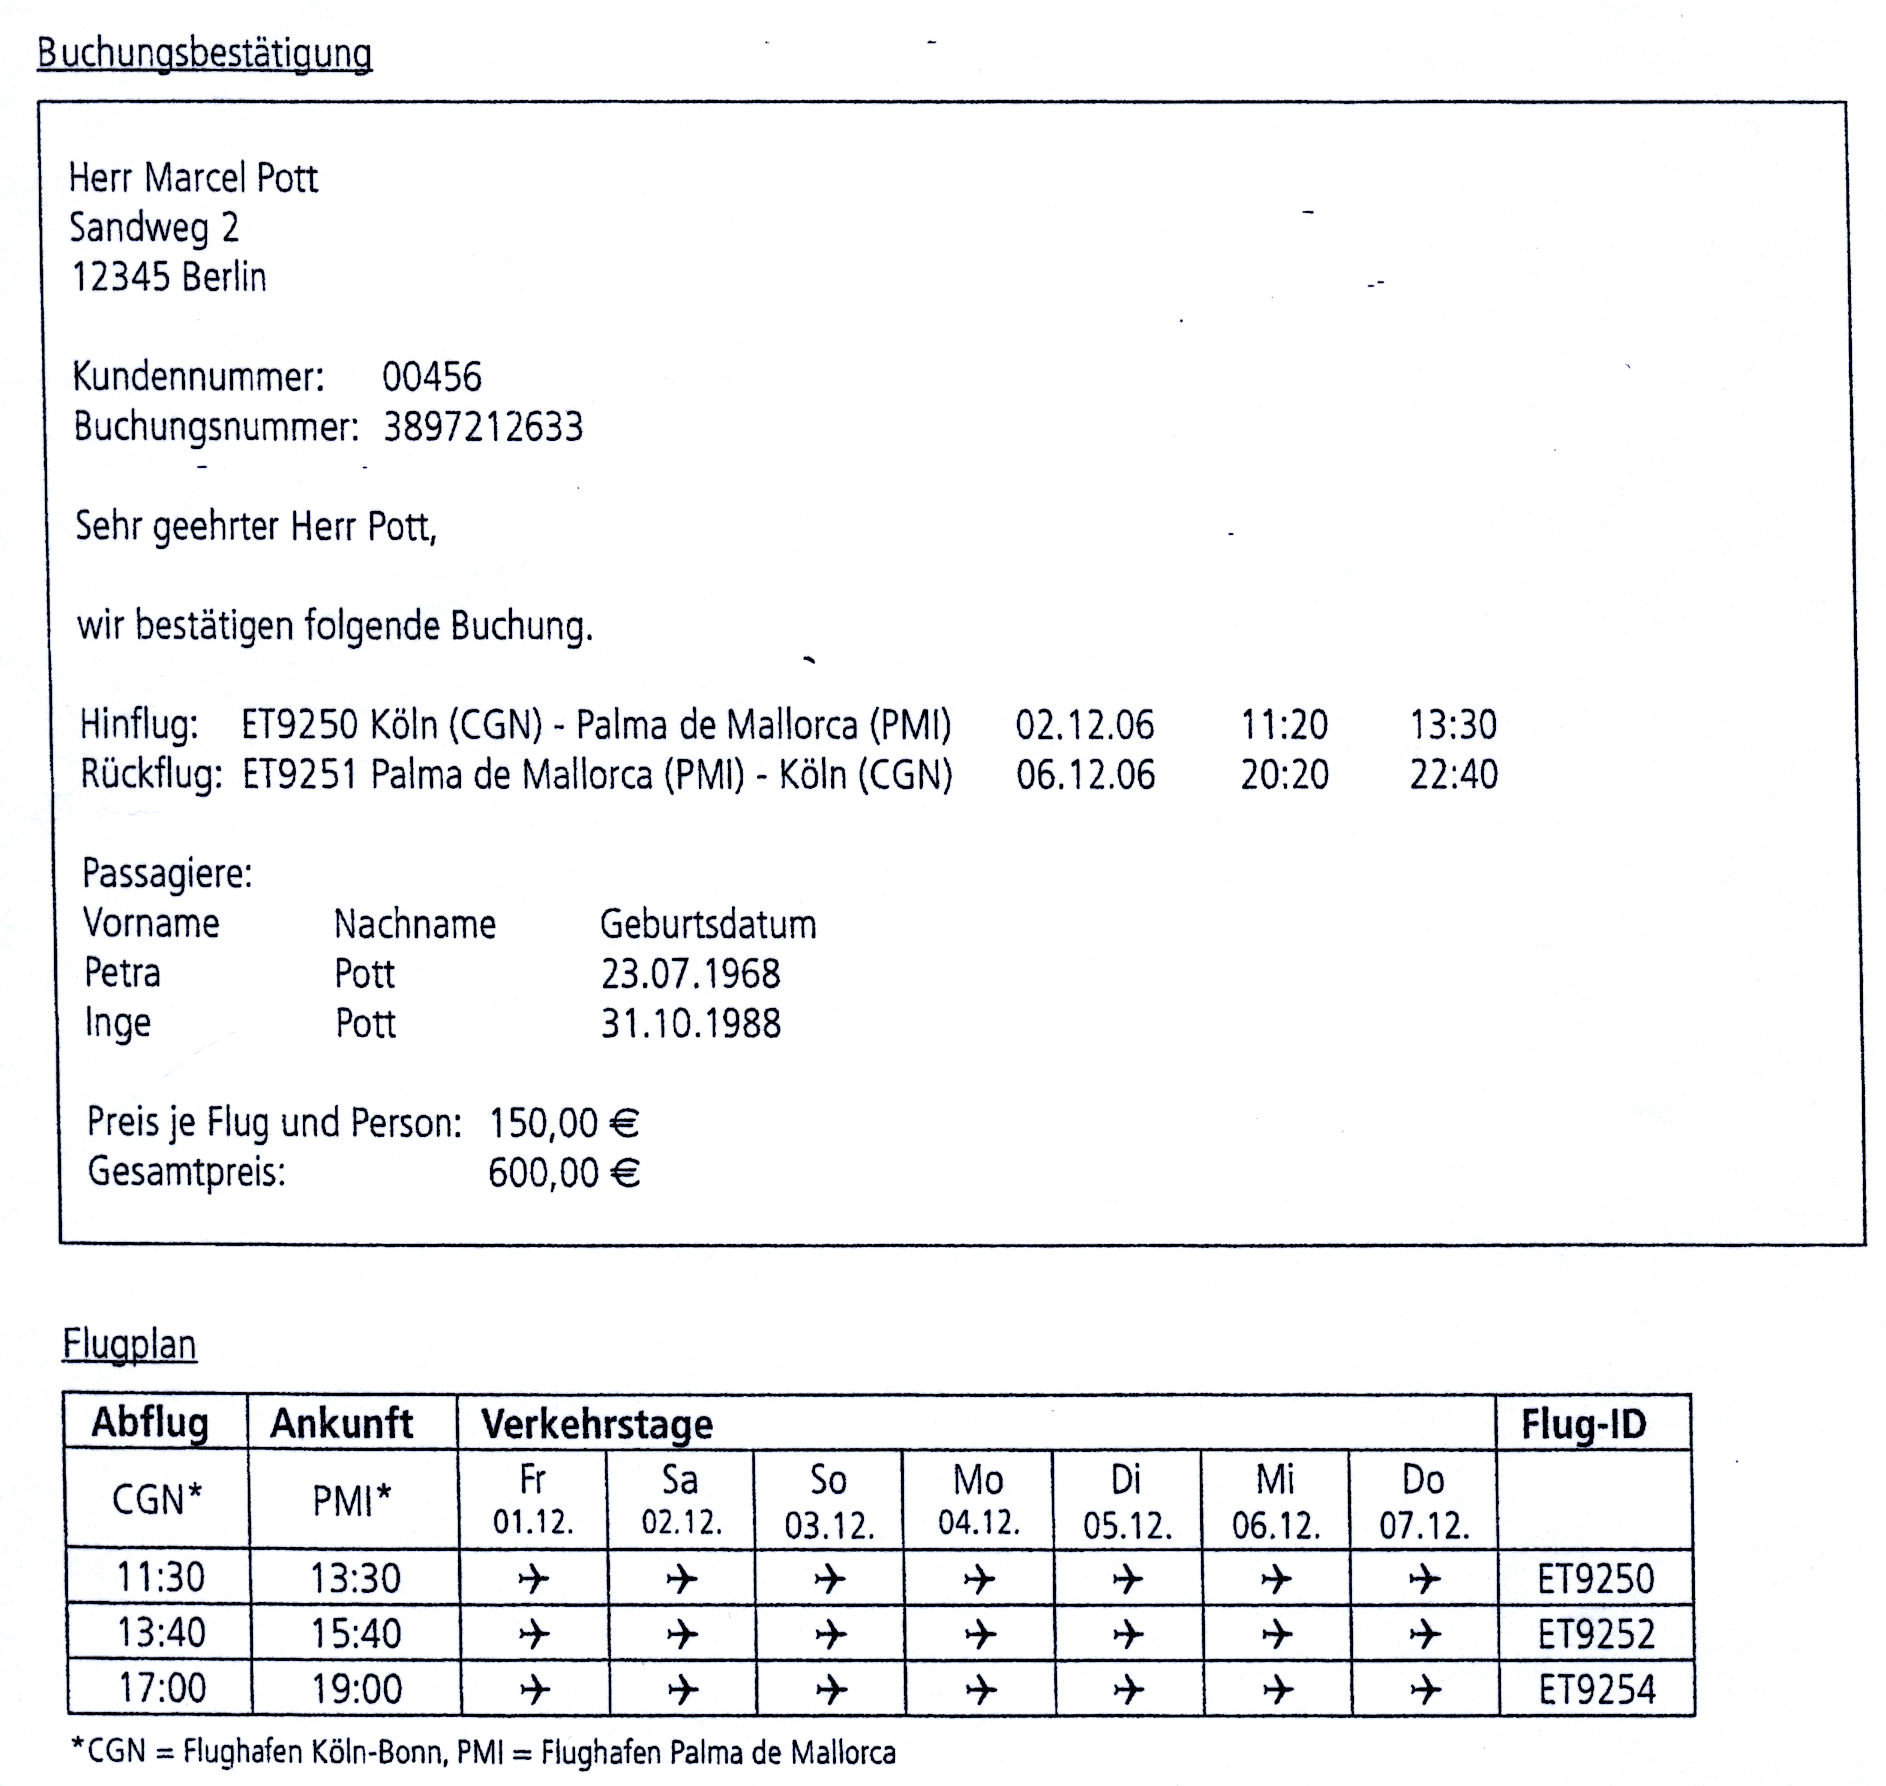 Buchungsbestätigung
Herr Marcel Pott
Sandweg 2
12345 Berlin
Kundennummer: 00456
Buchungsnummer: 3897212633
Sehr geehrter Herr Pott,
wir bestätigen folgende Buchung.
Hinflug: ET9250 Köln (CGN) - Palma de Mallorca (PMI) 02.12.06 11:20 13:30
Rückflug: ET9251 Palma de Mallorca (PMI) - Köln (CGN) 06.12.06 20:20 22:40
Passagiere:
Vorname Nachname Geburtsdatum
Petra Pott 23.07.1968
Inge Pott 31.10.1988
Preis je Flug und Person: 150,00 €
Gesamtpreis: 600,00 €
Flugplan
Abflug Ankunft Verkehrstage Flug-ID
CGN* PMI* Fr Sa So Mo Di Mi Do
01.12. 02.12. 03.12. 04.12. 05.12. 06.12. 07.12.
11:30 13:30 ✈ ✈ ✈ ✈ ✈ ✈ ✈ ET9250
13:40 15:40 ✈ ✈ ✈ ✈ ✈ ✈ ✈ ET9252
17:00 19:00 ✈ ✈ ✈ ✈ ✈ ✈ ✈ ET9254
*CGN = Flughafen Köln-Bonn, PMI = Flughafen Palma de Mallorca